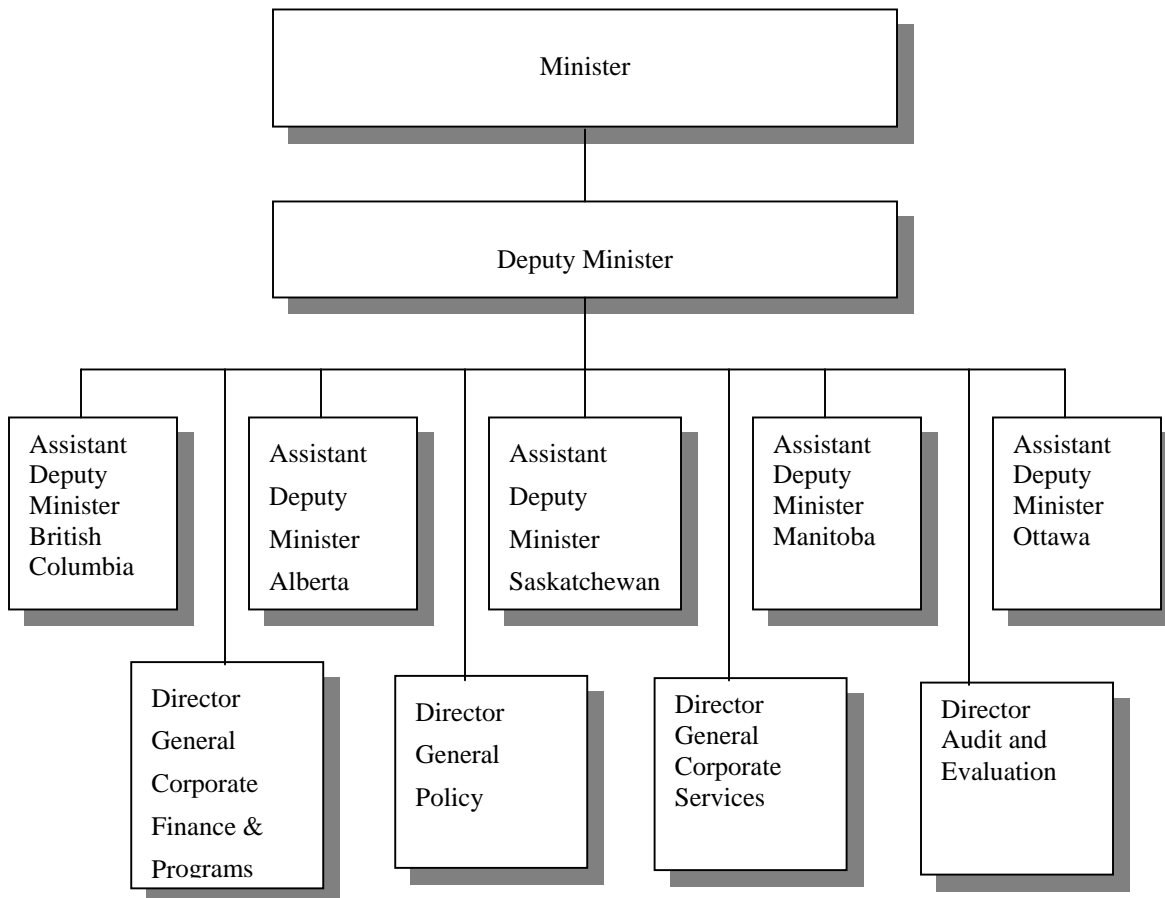 Minister
Deputy Minister
Assistant
Deputy
Minister
British
Columbia
Assistant
Deputy
Minister
Alberta
Assistant
Deputy
Minister
Saskatchewan
Assistant
Deputy
Minister
Manitoba
Assistant
Deputy
Minister
Ottawa
Director
General
Corporate
Finance &
Programs
Director
General
Policy
Director
General
Corporate
Services
Director
Audit and
Evaluation